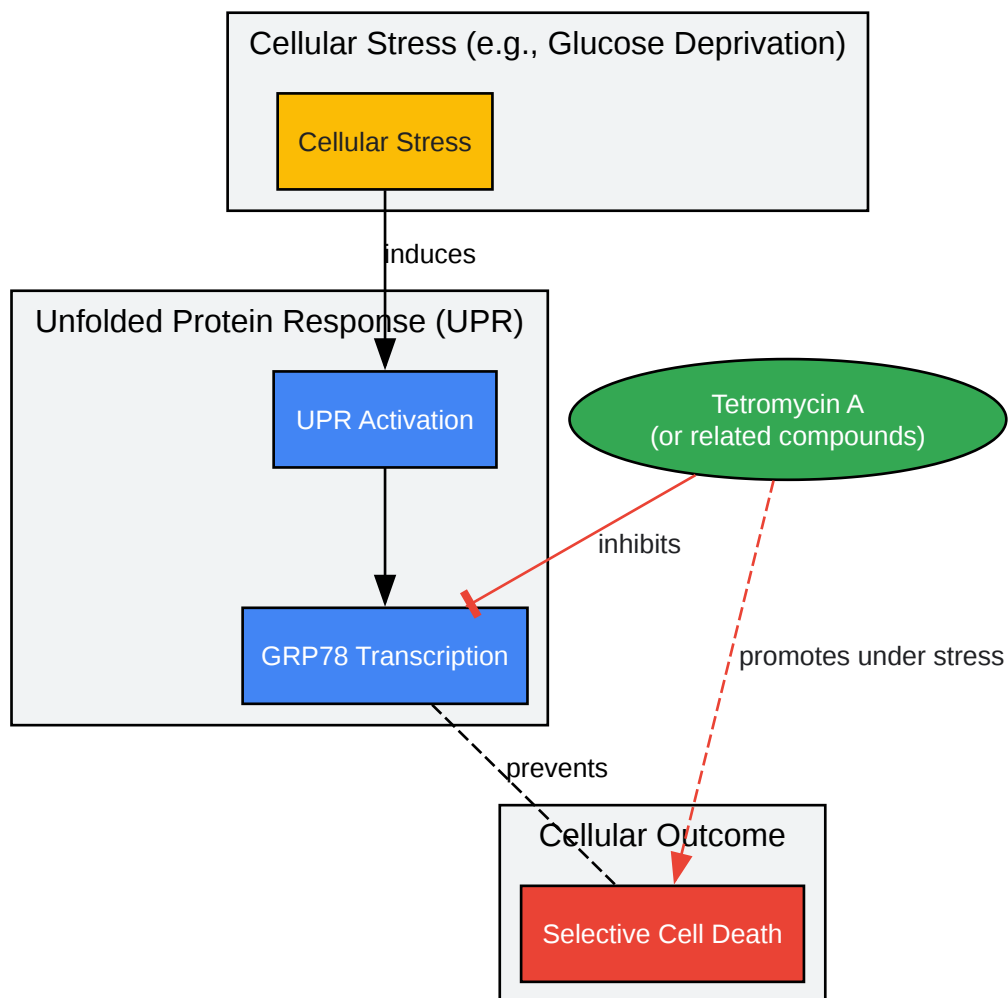 Cellular Stress (e.g., Glucose Deprivation)
Cellular Stress
induces
Unfolded Protein Response (UPR)
UPR Activation
Tetromycin A
(or related compounds)
inhibits
GRP78 Transcription
promotes under stress
prevents
Cellular Outcome
Selective Cell Death